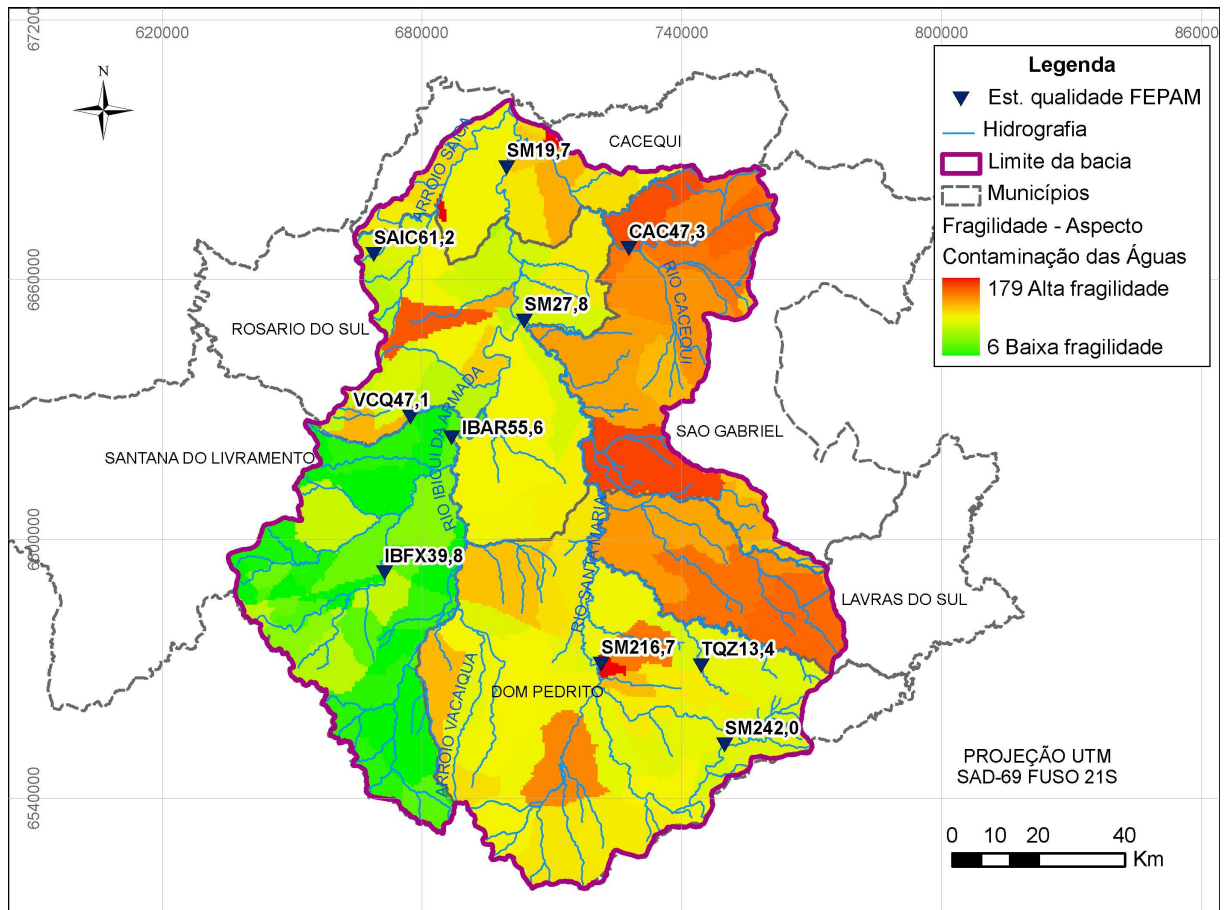 620000
680000
740000
800000
86000
67200
6660000
6600000
6540000
N
Legenda
Est. qualidade FEPAM
Hidrografia
Limite da bacia
Municípios
Fragilidade - Aspecto
Contaminação das Águas
179 Alta fragilidade
6 Baixa fragilidade
CACEQUI
SM19,7
ARROIO SAICA
SAIC61,2
CAC47,3
RIO CACEQUI
SM27,8
ROSARIO DO SUL
VCQ47,1
IBAR55,6
RIO IBICUI DA ARMADA
SAO GABRIEL
SANTANA DO LIVRAMENTO
IBFX39,8
RIO SANTA MARIA
LAVRAS DO SUL
SM216,7
TQZ13,4
DOM PEDRITO
ARROIO VACAIQUA
SM242,0
PROJEÇÃO UTM
SAD-69 FUSO 21S
0 10 20 40
Km